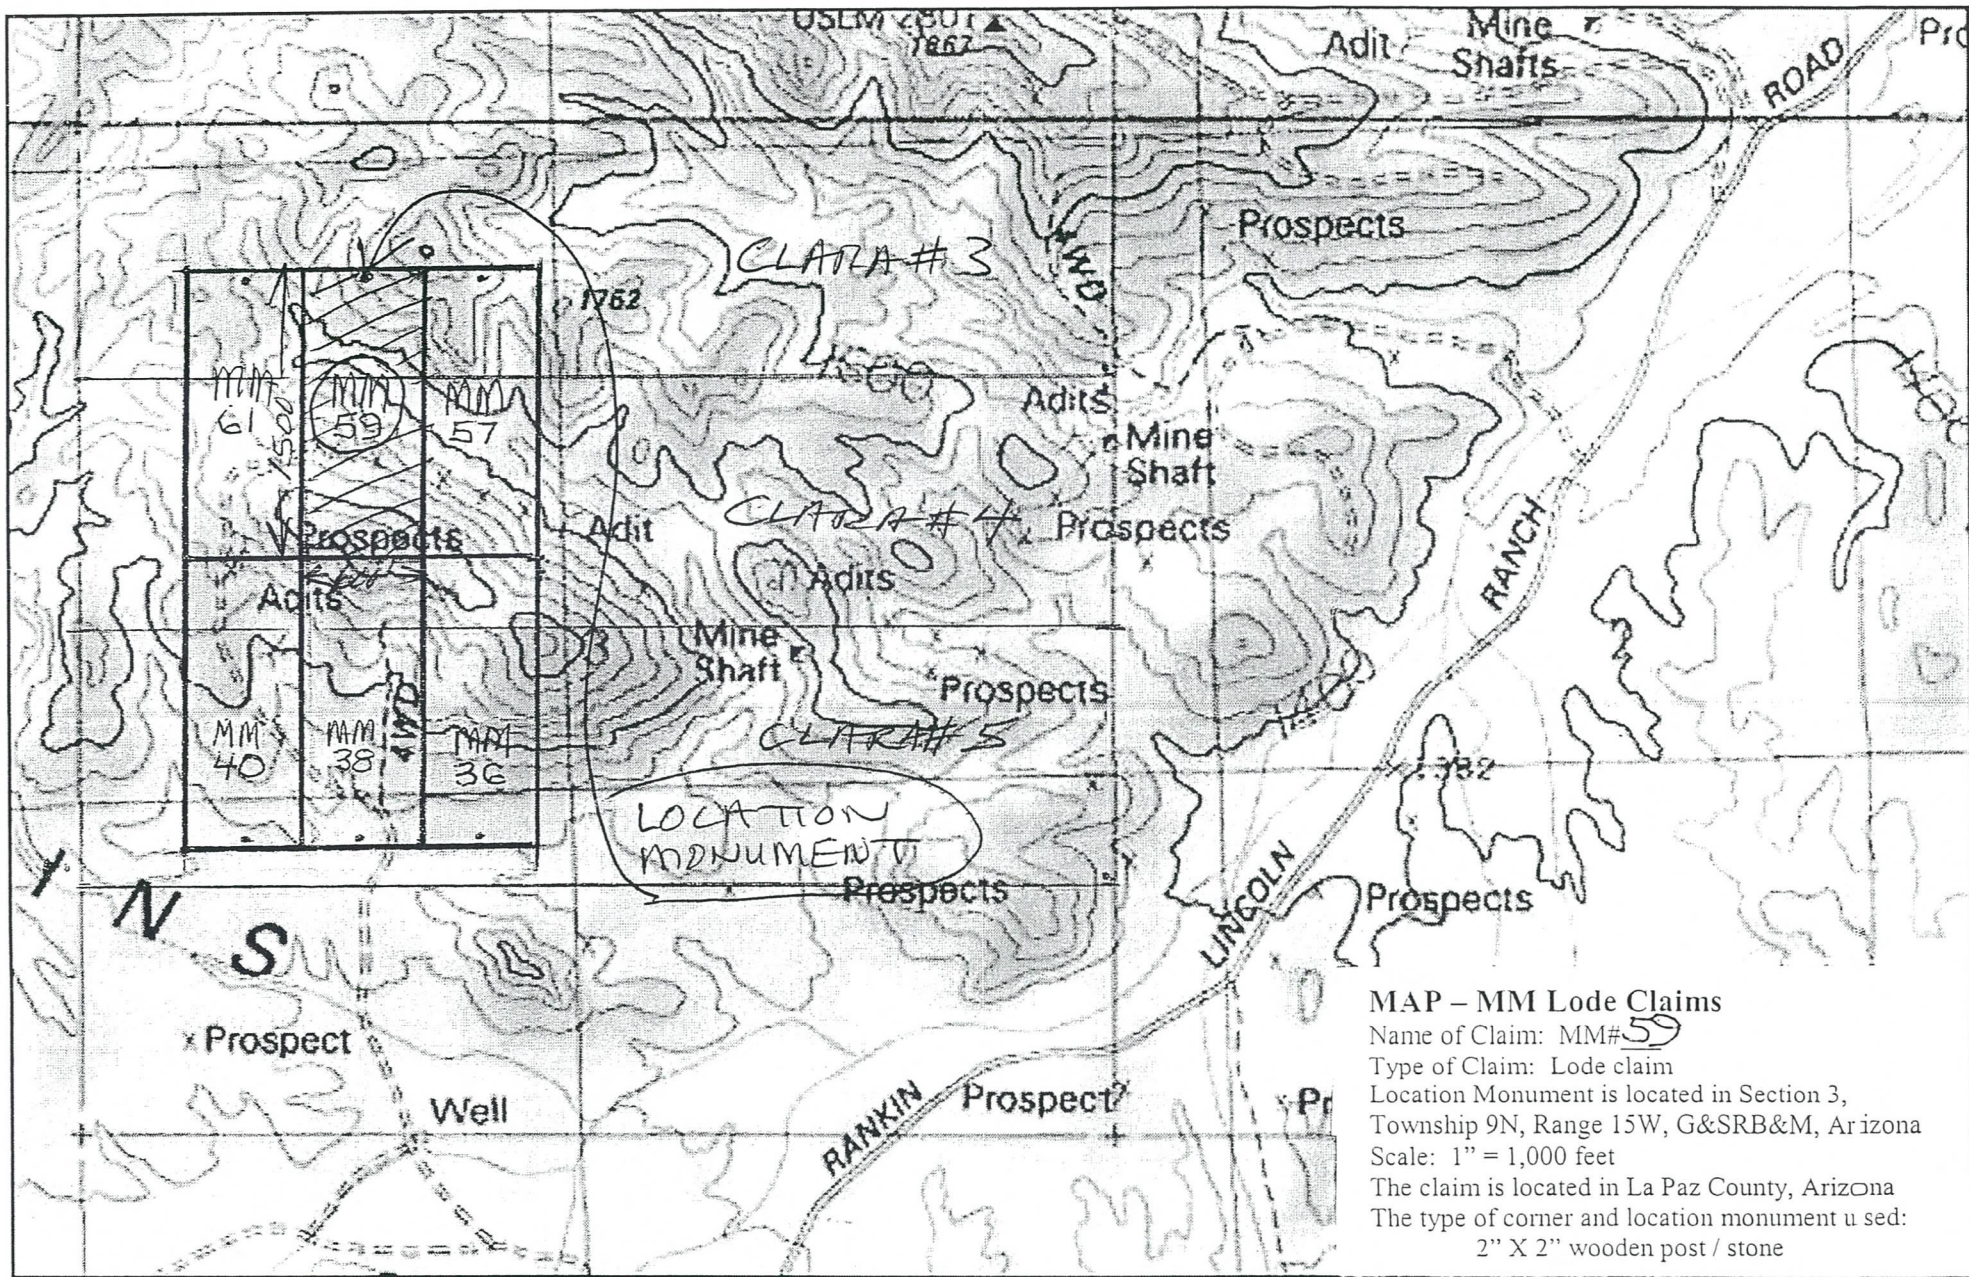 USLM 2801
1867
Adit
Mine
Shafts
ROAD
Prospects
CLARA # 3
4WD
1762
MM
61
1500'
MM
59
MM
57
Adits
Mine
Shaft
CLARA # 4
Prospects
Prospects
Adit
600'
Adits
Adits
Mine
Shaft
RANCH
Prospects
4WD
MM
40
MM
38
MM
36
CLARA # 5
LOCATION
MONUMENT
Prospects
LINCOLN
Prospects
I N S
Prospect
Well
RANKIN
Prospect
MAP – MM Lode Claims
Name of Claim: MM# 59
Type of Claim: Lode claim
Location Monument is located in Section 3,
Township 9N, Range 15W, G&SRB&M, Arizona
Scale: 1” = 1,000 feet
The claim is located in La Paz County, Arizona
The type of corner and location monument used:
2” X 2” wooden post / stone